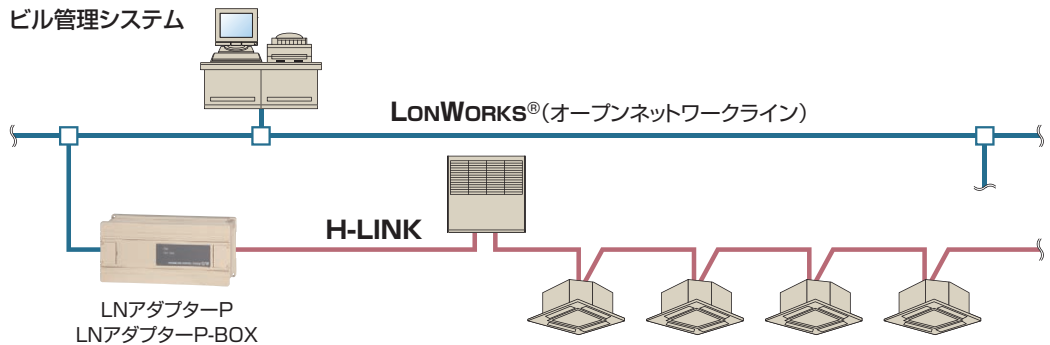 ビル管理システム
LONWORKS®（オープンネットワークライン）
H-LINK
LNアダプターP
LNアダプターP-BOX